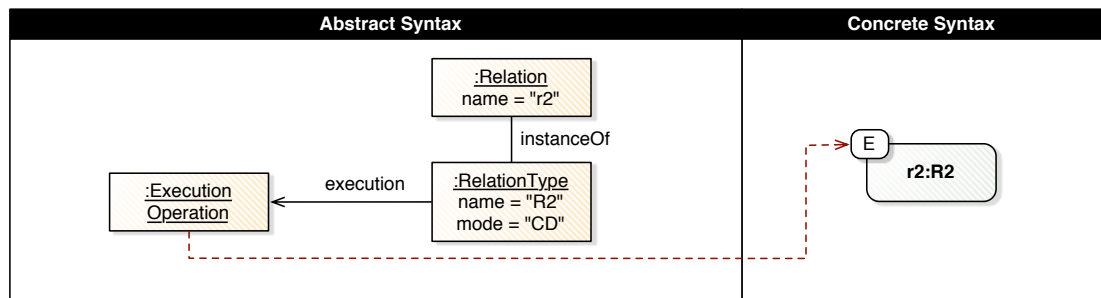 Abstract Syntax
Concrete Syntax
:Relation
name = "r2"
instanceOf
E
r2:R2
execution
:Execution
Operation
:RelationType
name = "R2"
mode = "CD"